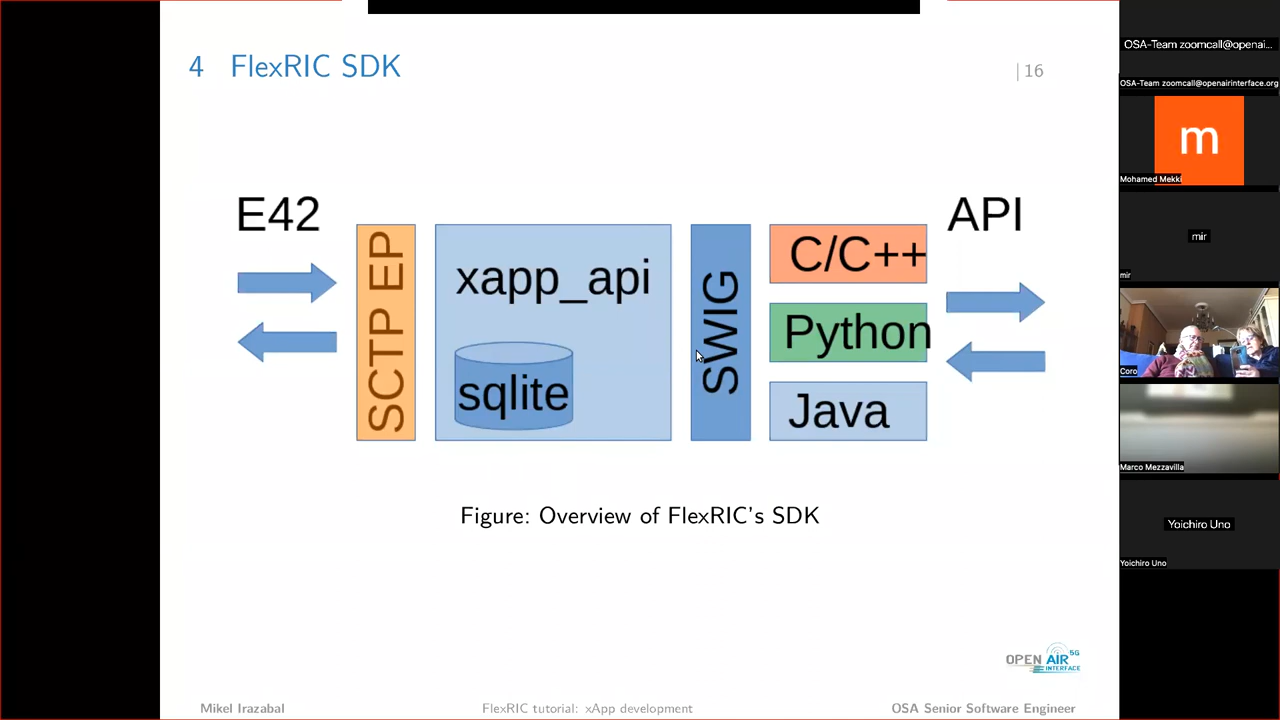 4 FlexRIC SDK
| 16
E42
API
SCTP EP
xapp_api
sqlite
SWIG
C/C++
Python
Java
Figure: Overview of FlexRIC's SDK
OPEN AIR 5G
INTERFACE
Mikel Irazabal
FlexRIC tutorial: xApp development
OSA Senior Software Engineer
OSA-Team zoomcall@openai...
OSA-Team zoomcall@openairinterface.org
m
Mohamed Mekki
mir
mir
Coro
Marco Mezzavilla
Yoichiro Uno
Yoichiro Uno